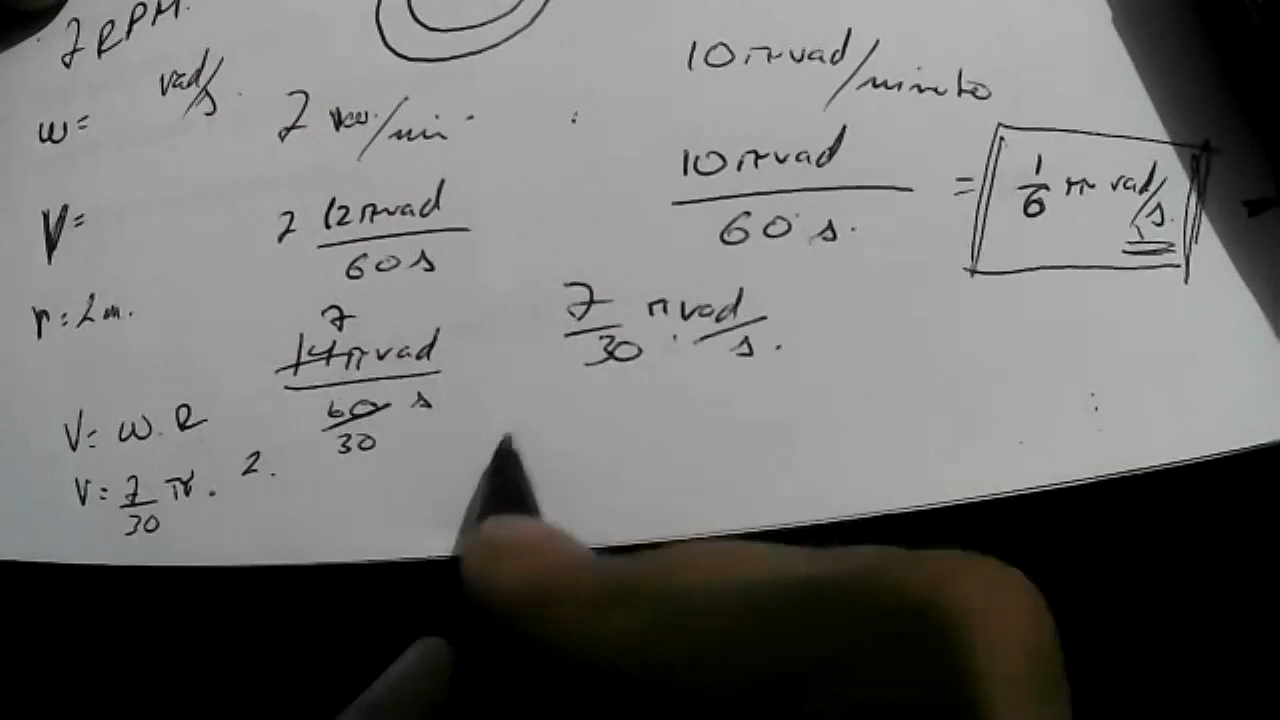 7 RPM.
rad/s.
ω=
7 rev./min.
V=
7 (2π rad
60 s
r = 2 m.
7
14π rad
60 s
30
7 π rad
30 s.
V = ω . R
V = 7 π . 2.
30
10 π rad/minuto
10 π rad
60 s.
= 1 π rad/s.
6